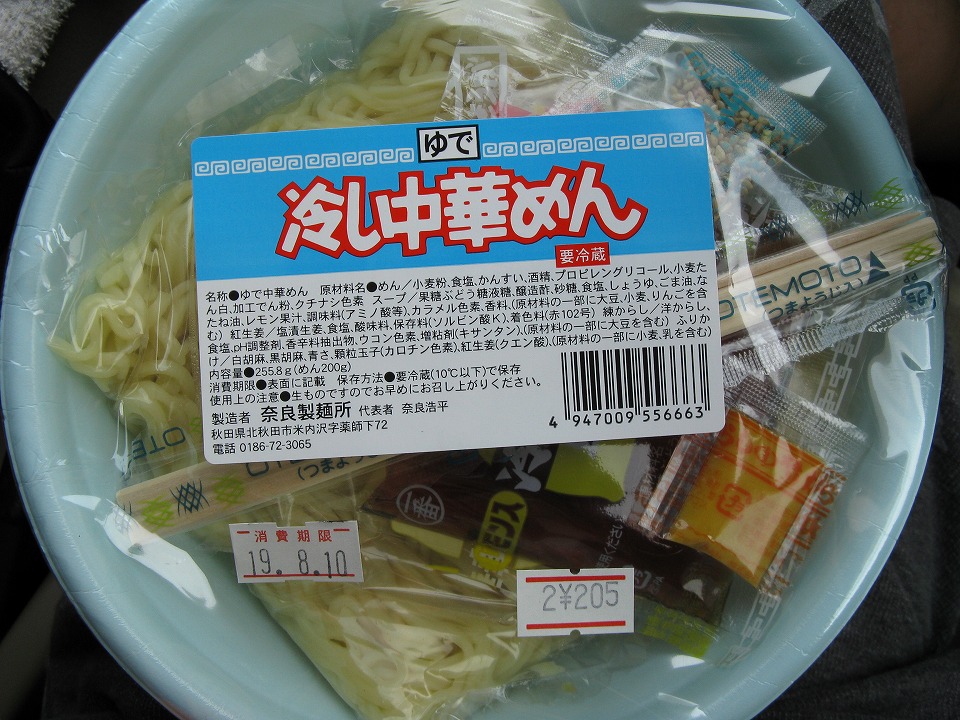 ゆで
冷し中華めん
要冷蔵
名称●ゆで中華めん 原材料名●めん／小麦粉,食塩,かんすい,酒精,プロピレングリコール,小麦た
ん白,加工でん粉,クチナシ色素 スープ／果糖ぶどう糖液糖,醸造酢,砂糖,食塩,しょうゆ,ごま油,な
たね油,レモン果汁,調味料(アミノ酸等),カラメル色素,香料,(原材料の一部に大豆,小麦,りんごを含
む) 紅生姜／塩漬生姜,食塩,酸味料,保存料(ソルビン酸K),着色料(赤102号) 練からし／洋からし,
食塩,pH調整剤,香辛料抽出物,ウコン色素,増粘剤(キサンタン),(原材料の一部に大豆を含む) ふりか
け／白胡麻,黒胡麻,青さ,顆粒玉子(カロチン色素),紅生姜(クエン酸),(原材料の一部に小麦,乳を含む)
内容量●255.8g(めん200g)
消費期限●表面に記載 保存方法●要冷蔵(10℃以下)で保存
使用上の注意●生ものですのでお早めにお召し上がりください。
製造者 奈良製麺所 代表者 奈良浩平
秋田県北秋田市米内沢字薬師下72
電話 0186-72-3065
4 947009 556663
OTEMOTO
(つまようじ入)
OTEMOTO
(つまようじ
一番
消費期限
19. 8.10
2¥205